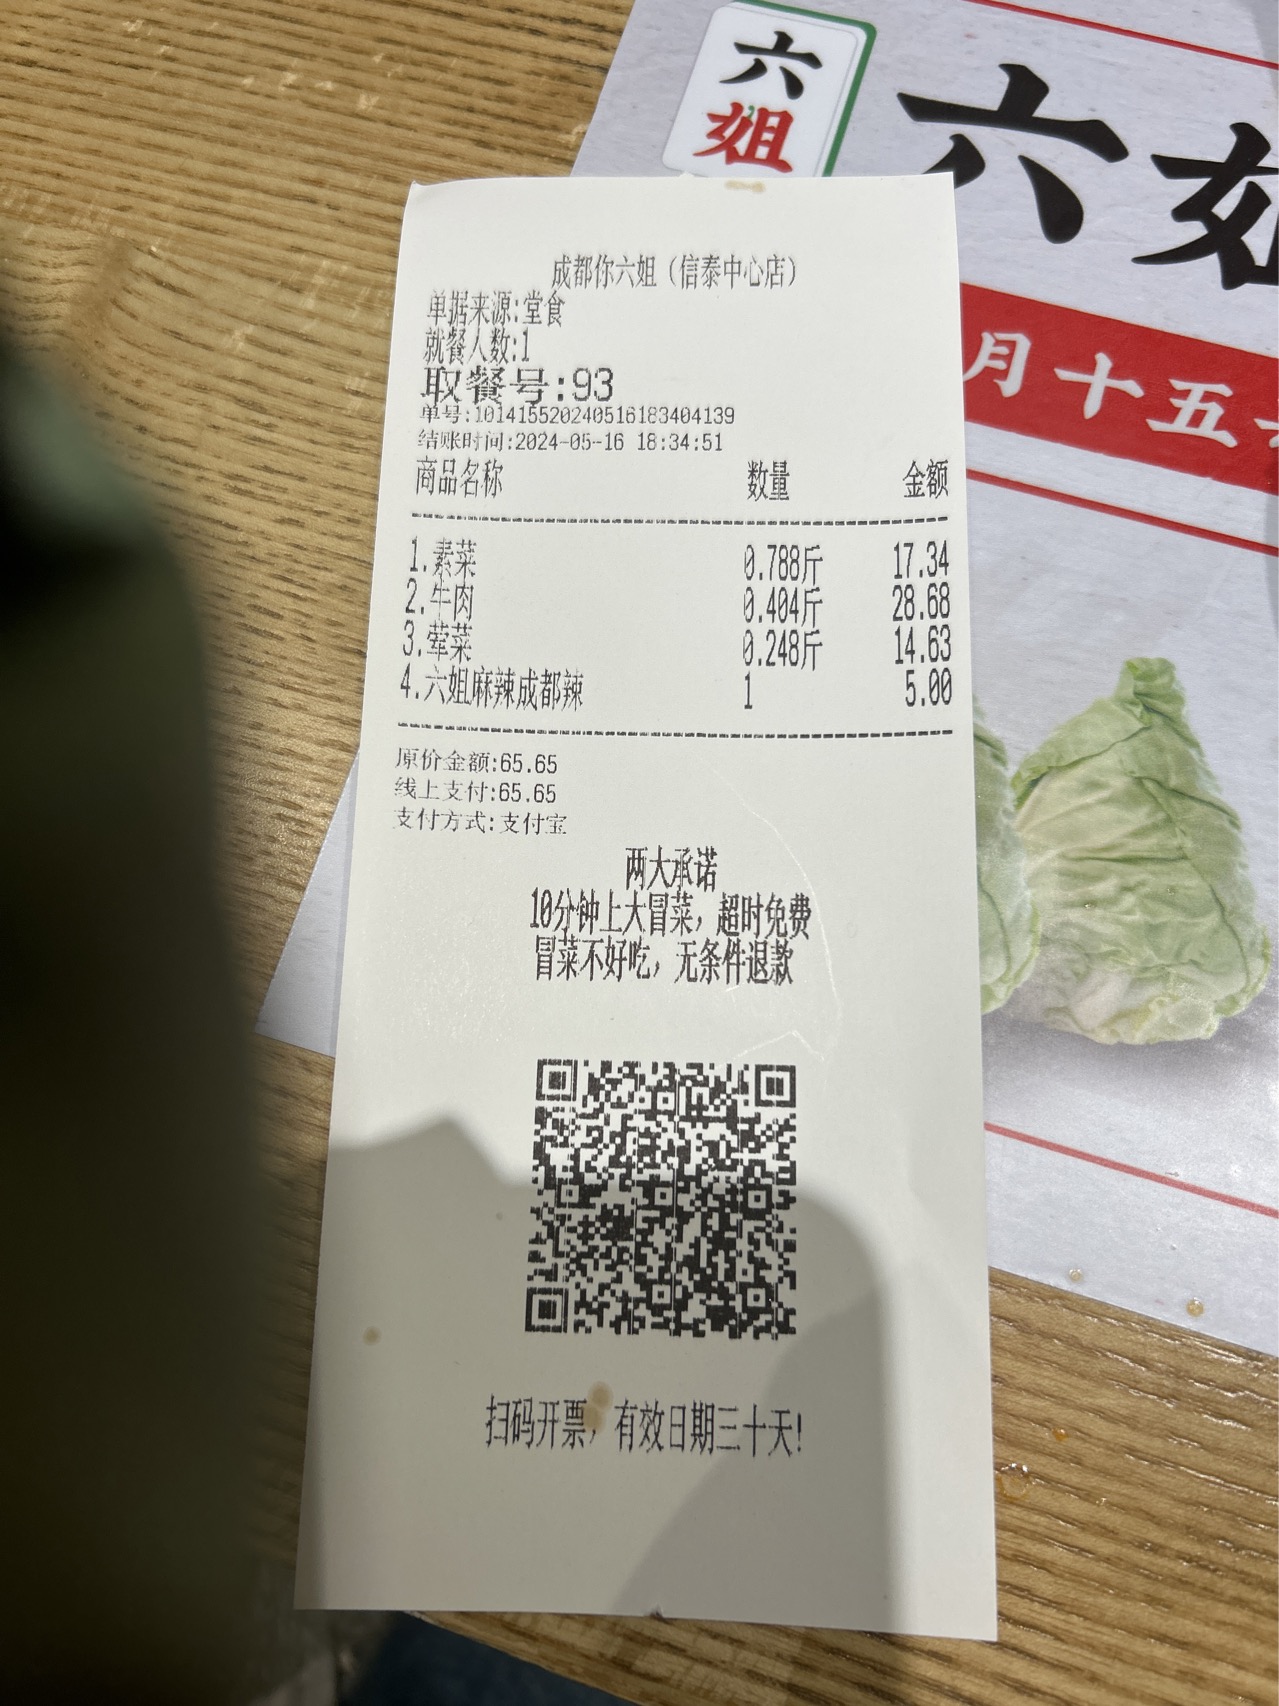 六
姐
六
月十五
成都你六姐（信泰中心店）
单据来源:堂食
就餐人数:1
取餐号:93
单号:1014155202405161834​04139
结账时间:2024-05-16 18:34:51
商品名称 数量 金额
1.素菜 0.788斤 17.34
2.牛肉 0.404斤 28.68
3.荤菜 0.248斤 14.63
4.六姐麻辣成都辣 1 5.00
原价金额:65.65
线上支付:65.65
支付方式:支付宝
两大承诺
10分钟上大冒菜，超时免费
冒菜不好吃，无条件退款
扫码开票，有效日期三十天!